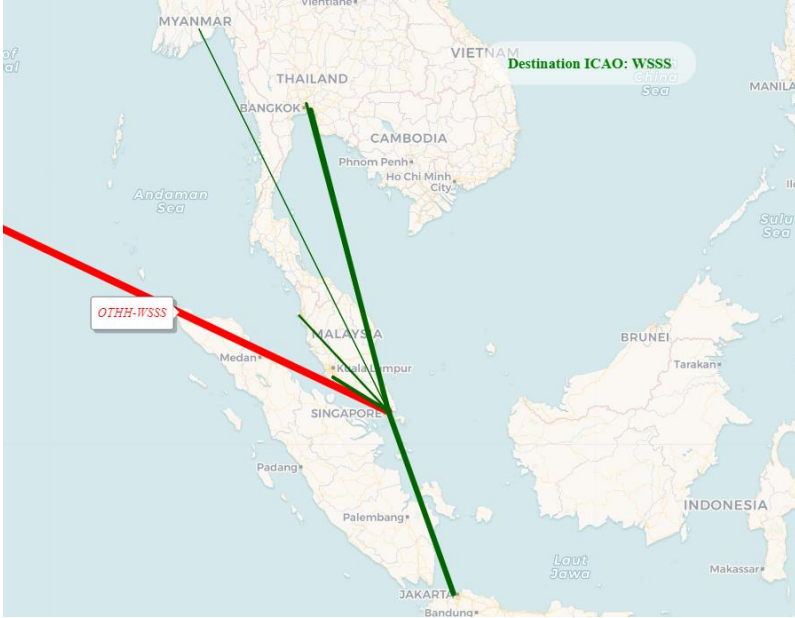 Vientiane
MYANMAR
of
VIETNAM
Destination ICAO: WSSS
China
Sea
THAILAND
MANILA
BANGKOK
CAMBODIA
Phnom Penh
Ho Chi Minh
City
Andaman
Sea
Sulu
Sea
OTHH-WSSS
MALAYSIA
BRUNEI
Medan
Kuala Lumpur
Tarakan
SINGAPORE
Padang
INDONESIA
Palembang
Laut
Jawa
Makassar
JAKARTA
Bandung